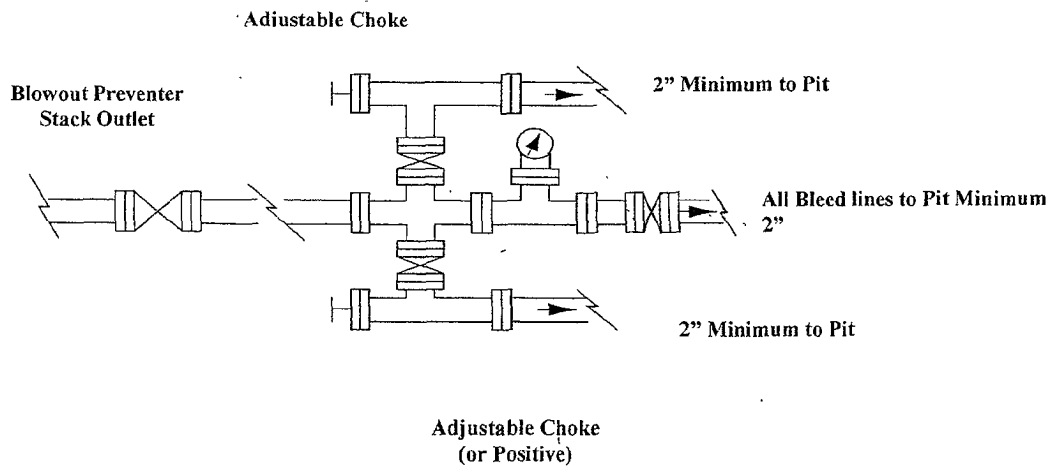 Adjustable Choke
Blowout Preventer
Stack Outlet
2” Minimum to Pit
All Bleed lines to Pit Minimum
2”
2” Minimum to Pit
Adjustable Choke
(or Positive)